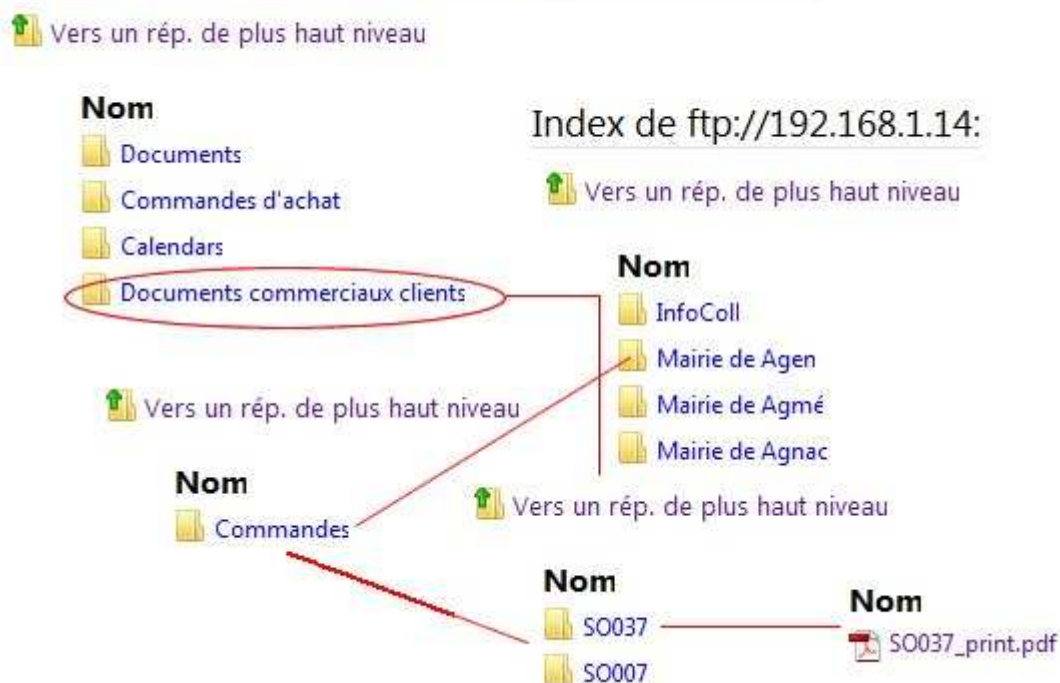 Vers un rép. de plus haut niveau
Nom
Documents
Commandes d'achat
Calendars
Documents commerciaux clients
Index de ftp://192.168.1.14:
Vers un rép. de plus haut niveau
Nom
InfoColl
Mairie de Agen
Mairie de Agmé
Mairie de Agnac
Vers un rép. de plus haut niveau
Nom
Commandes
Vers un rép. de plus haut niveau
Nom
SO037
SO007
Nom
SO037_print.pdf